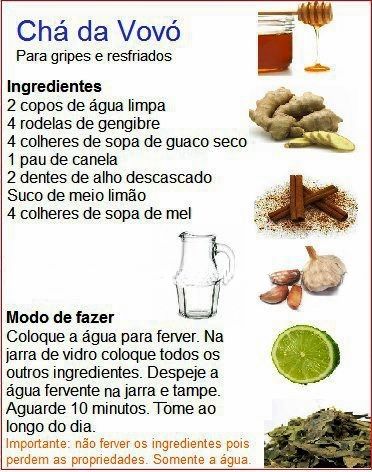 Chá da Vovó
Para gripes e resfriados
Ingredientes
2 copos de água limpa
4 rodelas de gengibre
4 colheres de sopa de guaco seco
1 pau de canela
2 dentes de alho descascado
Suco de meio limão
4 colheres de sopa de mel
Modo de fazer
Coloque a água para ferver. Na
jarra de vidro coloque todos os
outros ingredientes. Despeje a
água fervente na jarra e tampe.
Aguarde 10 minutos. Tome ao
longo do dia.
Importante: não ferver os ingredientes pois
perdem as propriedades. Somente a água.